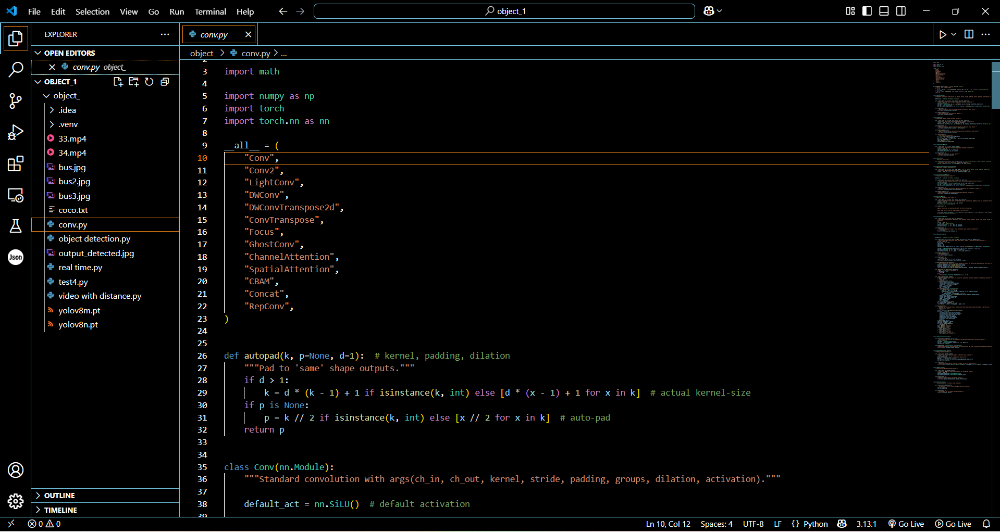 File Edit Selection View Go Run Terminal Help
object_1
EXPLORER
OPEN EDITORS
conv.py object_
OBJECT_1
object_
.idea
.venv
33.mp4
34.mp4
bus.jpg
bus2.jpg
bus3.jpg
coco.txt
conv.py
object detection.py
output_detected.jpg
real time.py
test4.py
video with distance.py
yolov8m.pt
yolov8n.pt
OUTLINE
TIMELINE
Json
conv.py
object_ > conv.py > ...
2
3 import math
4
5 import numpy as np
6 import torch
7 import torch.nn as nn
8
9 __all__ = (
10 "Conv",
11 "Conv2",
12 "LightConv",
13 "DWConv",
14 "DWConvTranspose2d",
15 "ConvTranspose",
16 "Focus",
17 "GhostConv",
18 "ChannelAttention",
19 "SpatialAttention",
20 "CBAM",
21 "Concat",
22 "RepConv",
23 )
24
25
26 def autopad(k, p=None, d=1):  # kernel, padding, dilation
27 """Pad to 'same' shape outputs."""
28 if d > 1:
29 k = d * (k - 1) + 1 if isinstance(k, int) else [d * (x - 1) + 1 for x in k]  # actual kernel-size
30 if p is None:
31 p = k // 2 if isinstance(k, int) else [x // 2 for x in k]  # auto-pad
32 return p
33
34
35 class Conv(nn.Module):
36 """Standard convolution with args(ch_in, ch_out, kernel, stride, padding, groups, dilation, activation)."""
37
38 default_act = nn.SiLU()  # default activation
39
0 0
Ln 10, Col 12 Spaces: 4 UTF-8 LF {} Python 3.13.1 Go Live Go Live